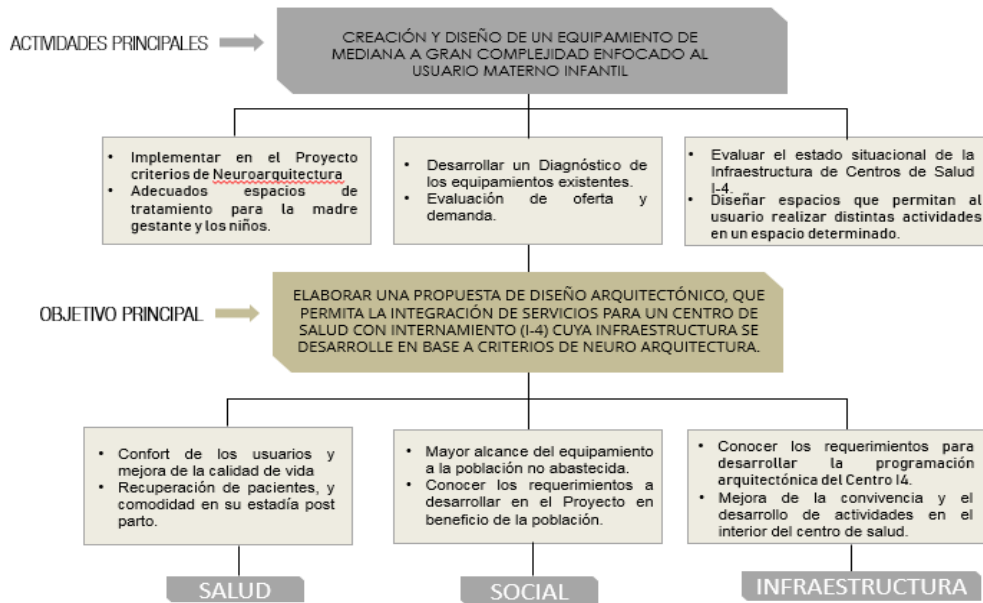 ACTIVIDADES PRINCIPALES
CREACIÓN Y DISEÑO DE UN EQUIPAMIENTO DE
MEDIANA A GRAN COMPLEJIDAD ENFOCADO AL
USUARIO MATERNO INFANTIL
• Implementar en el Proyecto
criterios de Neuroarquitectura
• Adecuados espacios de
tratamiento para la madre
gestante y los niños.
• Desarrollar un Diagnóstico de
los equipamientos existentes.
• Evaluación de oferta y
demanda.
• Evaluar el estado situacional de la
Infraestructura de Centros de Salud
I-4.
• Diseñar espacios que permitan al
usuario realizar distintas actividades
en un espacio determinado.
OBJETIVO PRINCIPAL
ELABORAR UNA PROPUESTA DE DISEÑO ARQUITECTÓNICO, QUE
PERMITA LA INTEGRACIÓN DE SERVICIOS PARA UN CENTRO DE
SALUD CON INTERNAMIENTO (I-4) CUYA INFRAESTRUCTURA SE
DESARROLLE EN BASE A CRITERIOS DE NEURO ARQUITECTURA.
• Confort de los usuarios y
mejora de la calidad de vida
• Recuperación de pacientes, y
comodidad en su estadía post
parto.
• Mayor alcance del equipamiento
a la población no abastecida.
• Conocer los requerimientos a
desarrollar en el Proyecto en
beneficio de la población.
• Conocer los requerimientos para
desarrollar la programación
arquitectónica del Centro I4.
• Mejora de la convivencia y el
desarrollo de actividades en el
interior del centro de salud.
SALUD
SOCIAL
INFRAESTRUCTURA